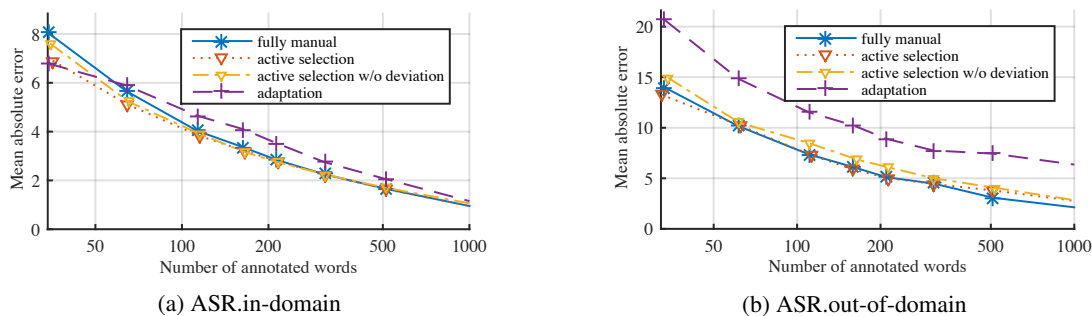 8
6
4
2
0
50
100
200
500
1000
Mean absolute error
Number of annotated words
fully manual
active selection
active selection w/o deviation
adaptation
(a) ASR.in-domain
20
15
10
5
0
50
100
200
500
1000
Mean absolute error
Number of annotated words
fully manual
active selection
active selection w/o deviation
adaptation
(b) ASR.out-of-domain